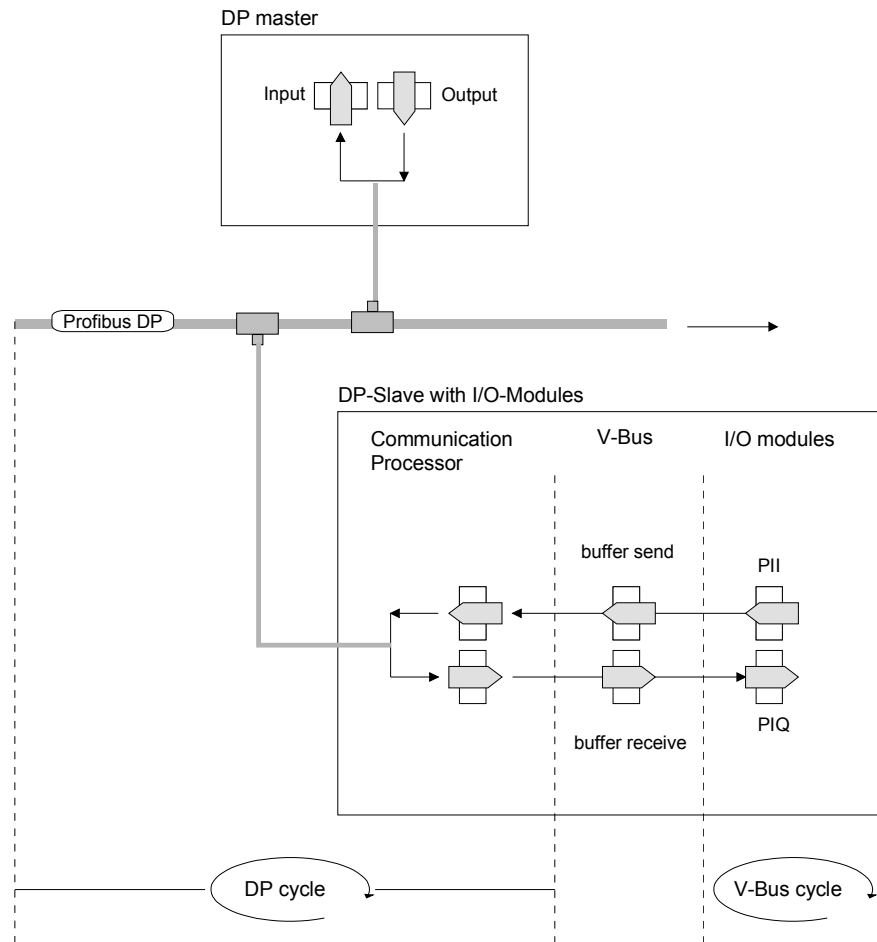 DP master
Input
Output
Profibus DP
DP-Slave with I/O-Modules
Communication
Processor
V-Bus
I/O modules
buffer send
PII
buffer receive
PIQ
DP cycle
V-Bus cycle